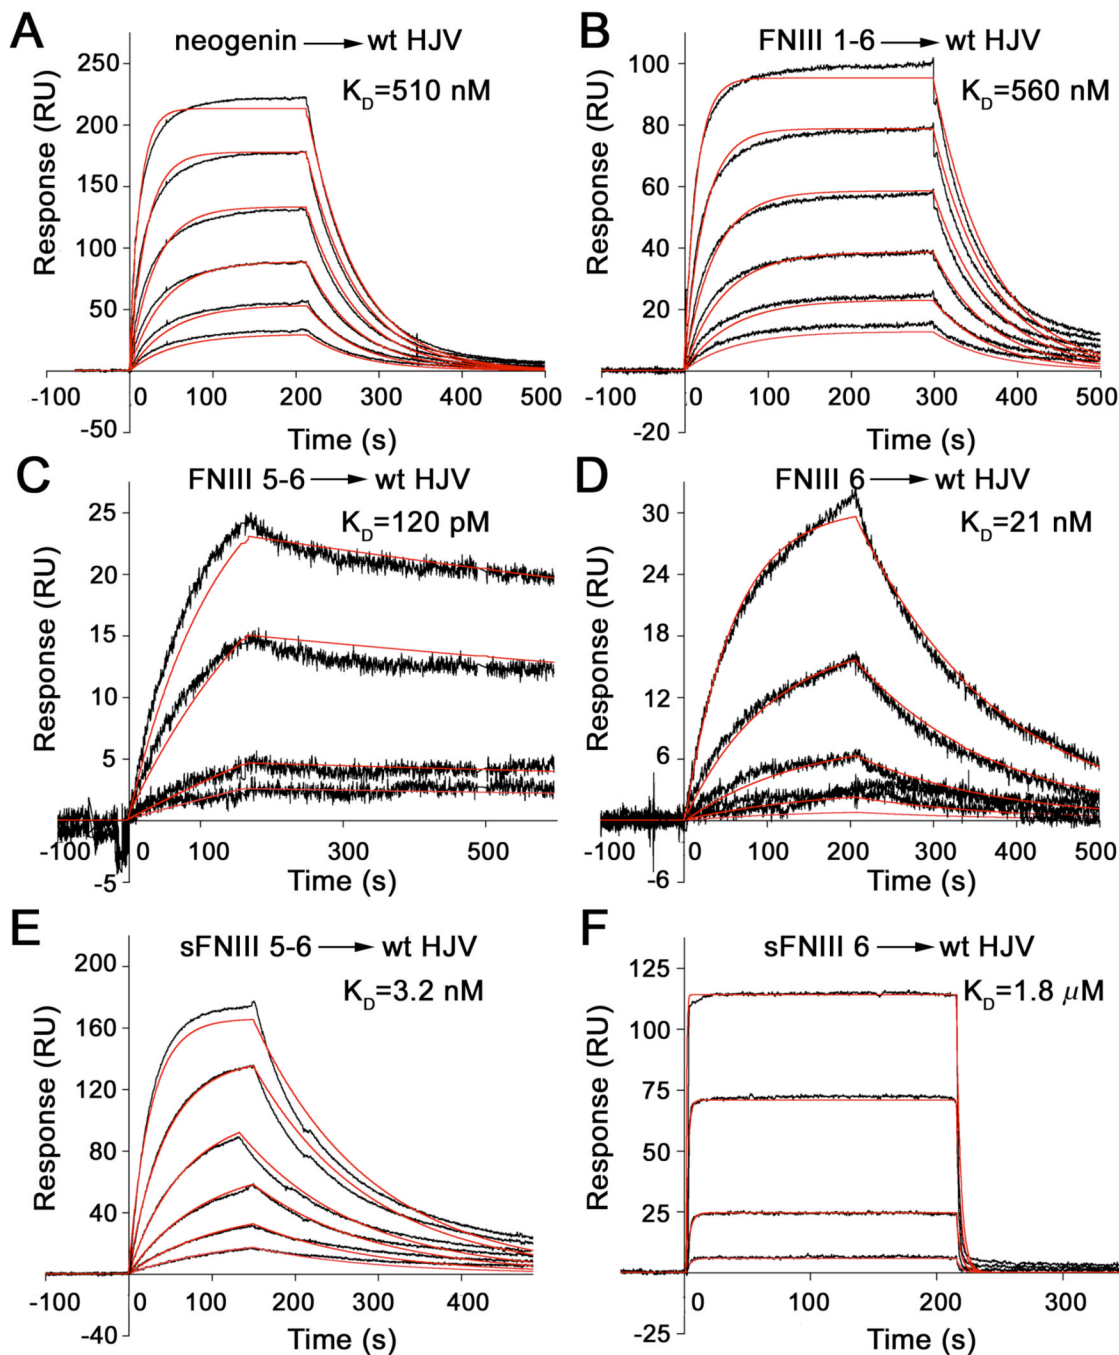 A
neogenin → wt HJV
K_D=510 nM
Response (RU)
250
200
150
100
50
-50
-100
0
100
200
300
400
500
Time (s)
B
FNIII 1-6 → wt HJV
K_D=560 nM
Response (RU)
100
80
60
40
20
-20
-100
0
100
200
300
400
500
Time (s)
C
FNIII 5-6 → wt HJV
K_D=120 pM
Response (RU)
25
20
15
10
5
-5
-100
0
100
300
500
Time (s)
D
FNIII 6 → wt HJV
K_D=21 nM
Response (RU)
30
24
18
12
6
-6
-100
0
100
200
300
400
500
Time (s)
E
sFNIII 5-6 → wt HJV
K_D=3.2 nM
Response (RU)
200
160
120
80
40
-40
-100
0
100
200
300
400
Time (s)
F
sFNIII 6 → wt HJV
K_D=1.8 μM
Response (RU)
125
100
75
50
25
0
-25
0
100
200
300
Time (s)